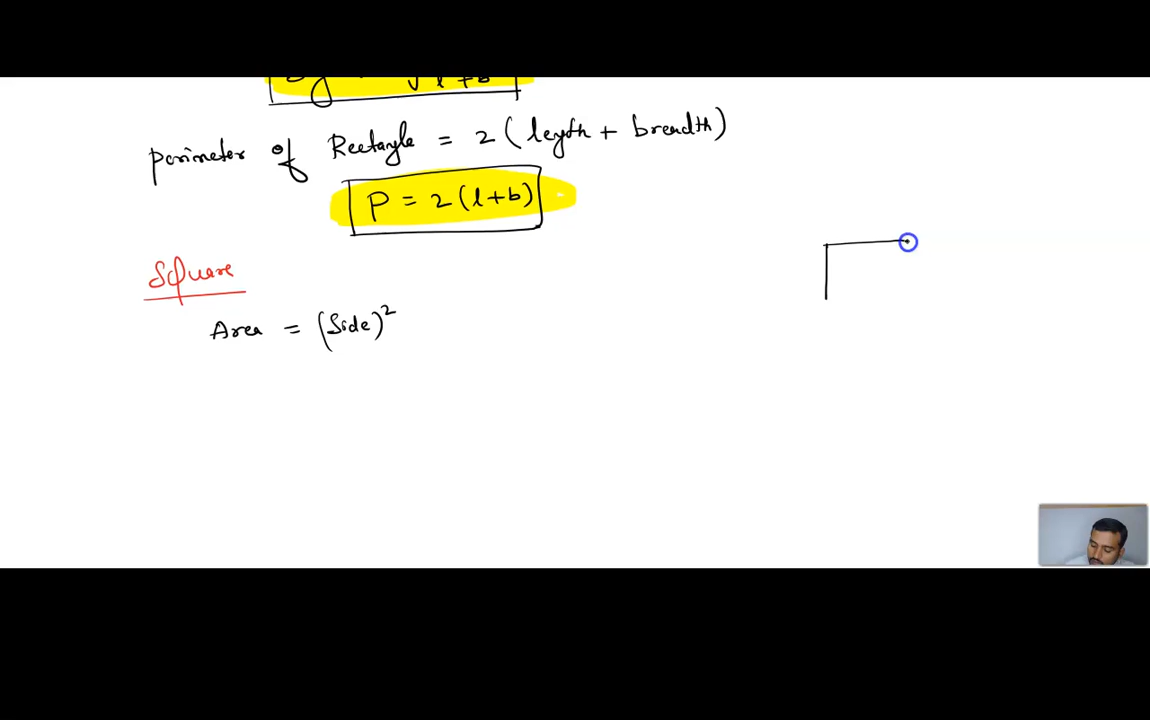 perimeter of Rectangle = 2 (length + breadth)
P = 2 (l+b)
Square
Area = (Side)²